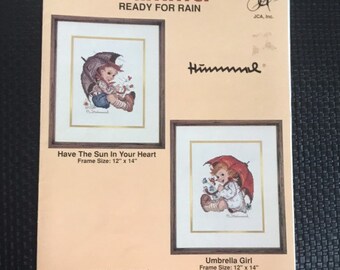 READY FOR RAIN
JCA, Inc.
Hümmel
®
Have The Sun In Your Heart
Frame Size: 12" x 14"
Umbrella Girl
Frame Size: 12" x 14"